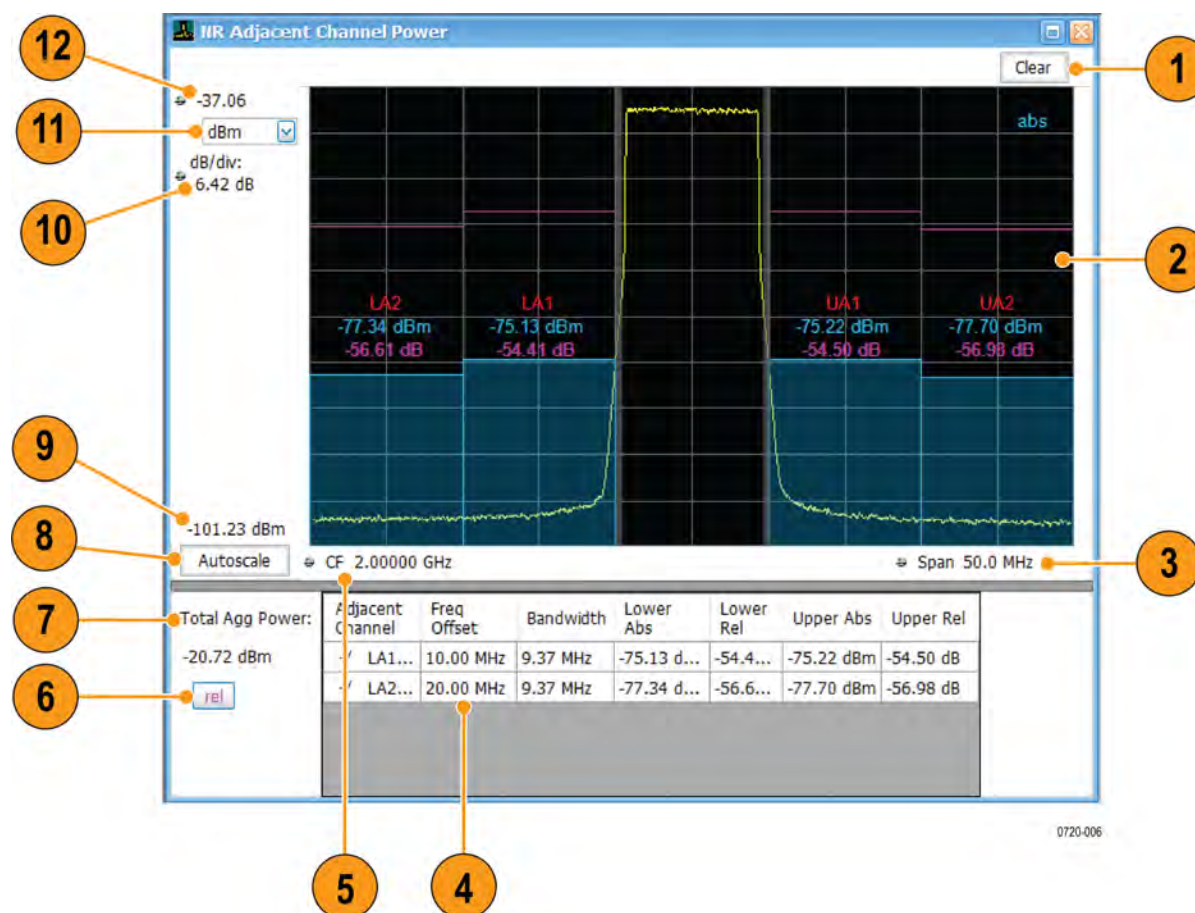 NR Adjacent Channel Power
12
1
Clear
-37.06
11
dBm
abs
dB/div:
6.42 dB
10
2
LA2
LA1
UA1
UA2
-77.34 dBm
-75.13 dBm
-75.22 dBm
-77.70 dBm
-56.61 dB
-54.41 dB
-54.50 dB
-56.98 dB
9
-101.23 dBm
8
Autoscale
CF 2.00000 GHz
Span 50.0 MHz
3
7
Total Agg Power:
Adjacent Channel Freq Offset Bandwidth Lower Abs Lower Rel Upper Abs Upper Rel
-20.72 dBm
-/ LA1... 10.00 MHz 9.37 MHz -75.13 d... -54.4... -75.22 dBm -54.50 dB
6
rel
-/ LA2... 20.00 MHz 9.37 MHz -77.34 d... -56.6... -77.70 dBm -56.98 dB
0720-006
5
4